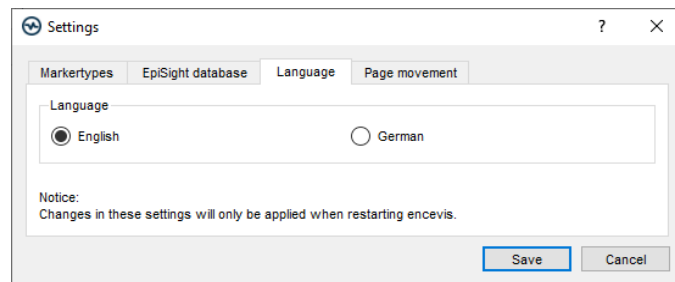 Settings
?
Markertypes EpiSight database Language Page movement
Language
English German
Notice:
Changes in these settings will only be applied when restarting encevis.
Save Cancel